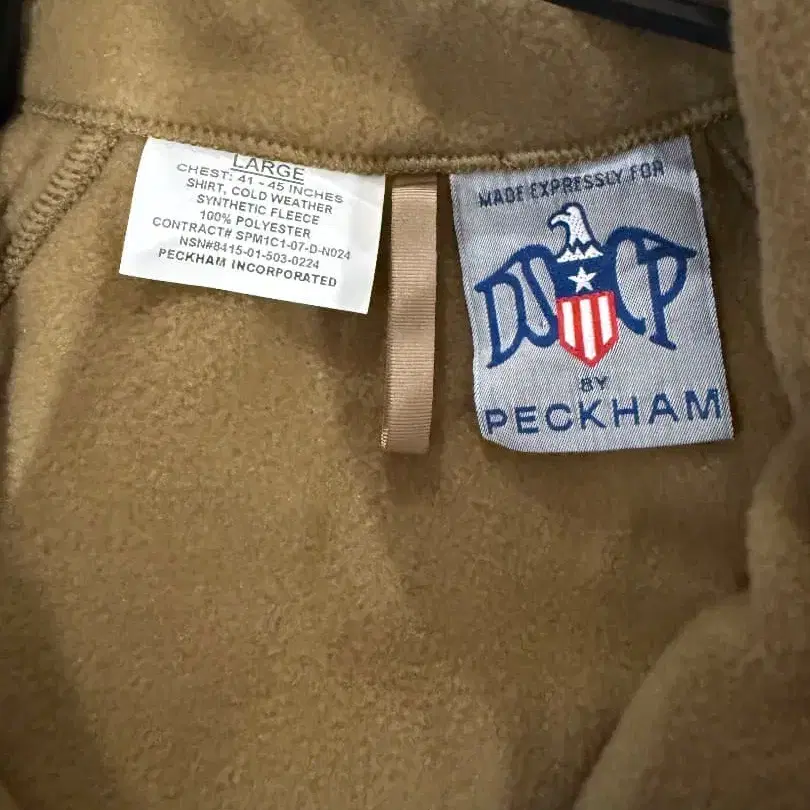 LARGE
CHEST: 41 - 45 INCHES
SHIRT, COLD WEATHER
SYNTHETIC FLEECE
100% POLYESTER
CONTRACT# SPM1C1-07-D-N024
NSN#8415-01-503-0224
PECKHAM INCORPORATED
MADE EXPRESSLY FOR
DSCP
BY
PECKHAM